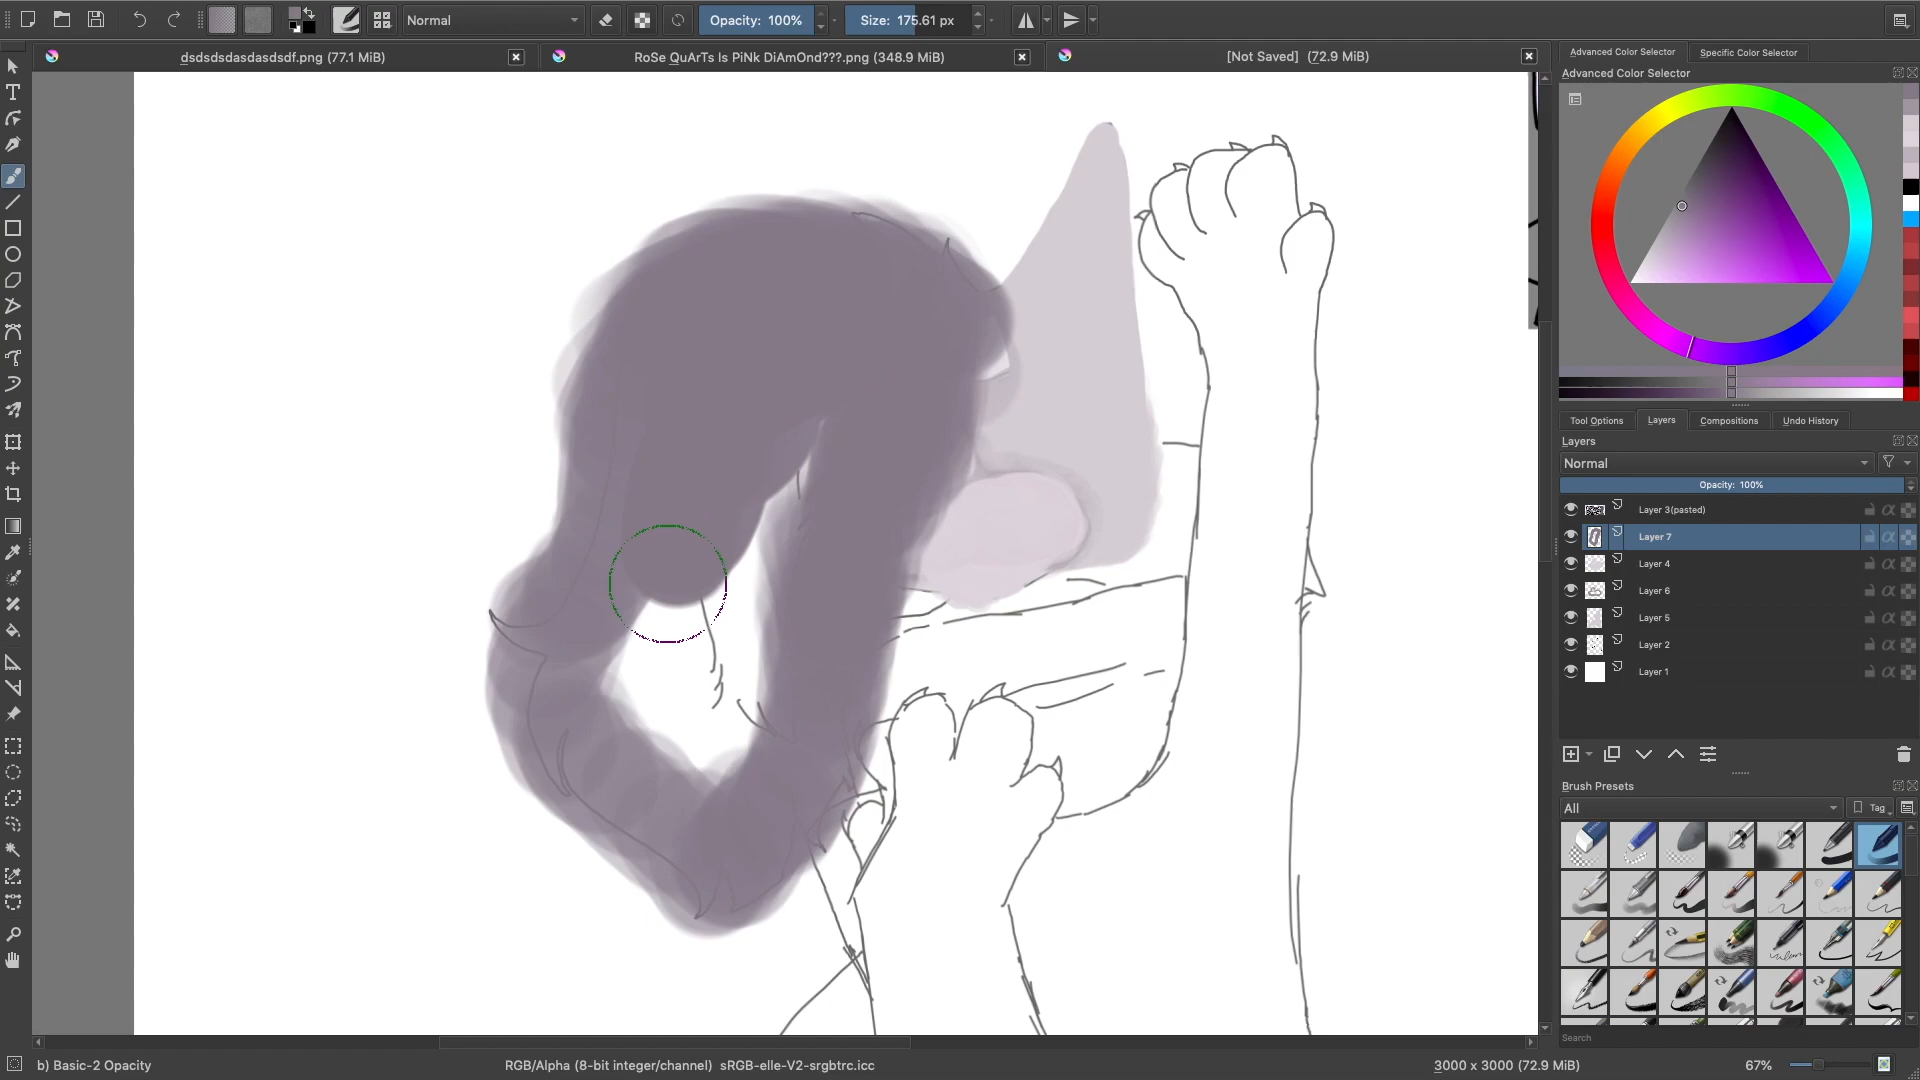 Normal
Opacity: 100%
Size: 175.61 px
dsdsdsdasdasdsdf.png (77.1 MiB)
RoSe QuArTs Is PiNk DiAmOnd???.png (348.9 MiB)
[Not Saved] (72.9 MiB)
Advanced Color Selector
Specific Color Selector
Advanced Color Selector
Tool Options
Layers
Compositions
Undo History
Layers
Normal
Opacity: 100%
Layer 3(pasted)
Layer 7
Layer 4
Layer 6
Layer 5
Layer 2
Layer 1
Brush Presets
All
Tag
Search
b) Basic-2 Opacity
RGB/Alpha (8-bit integer/channel) sRGB-elle-V2-srgbtrc.icc
3000 x 3000 (72.9 MiB)
67%